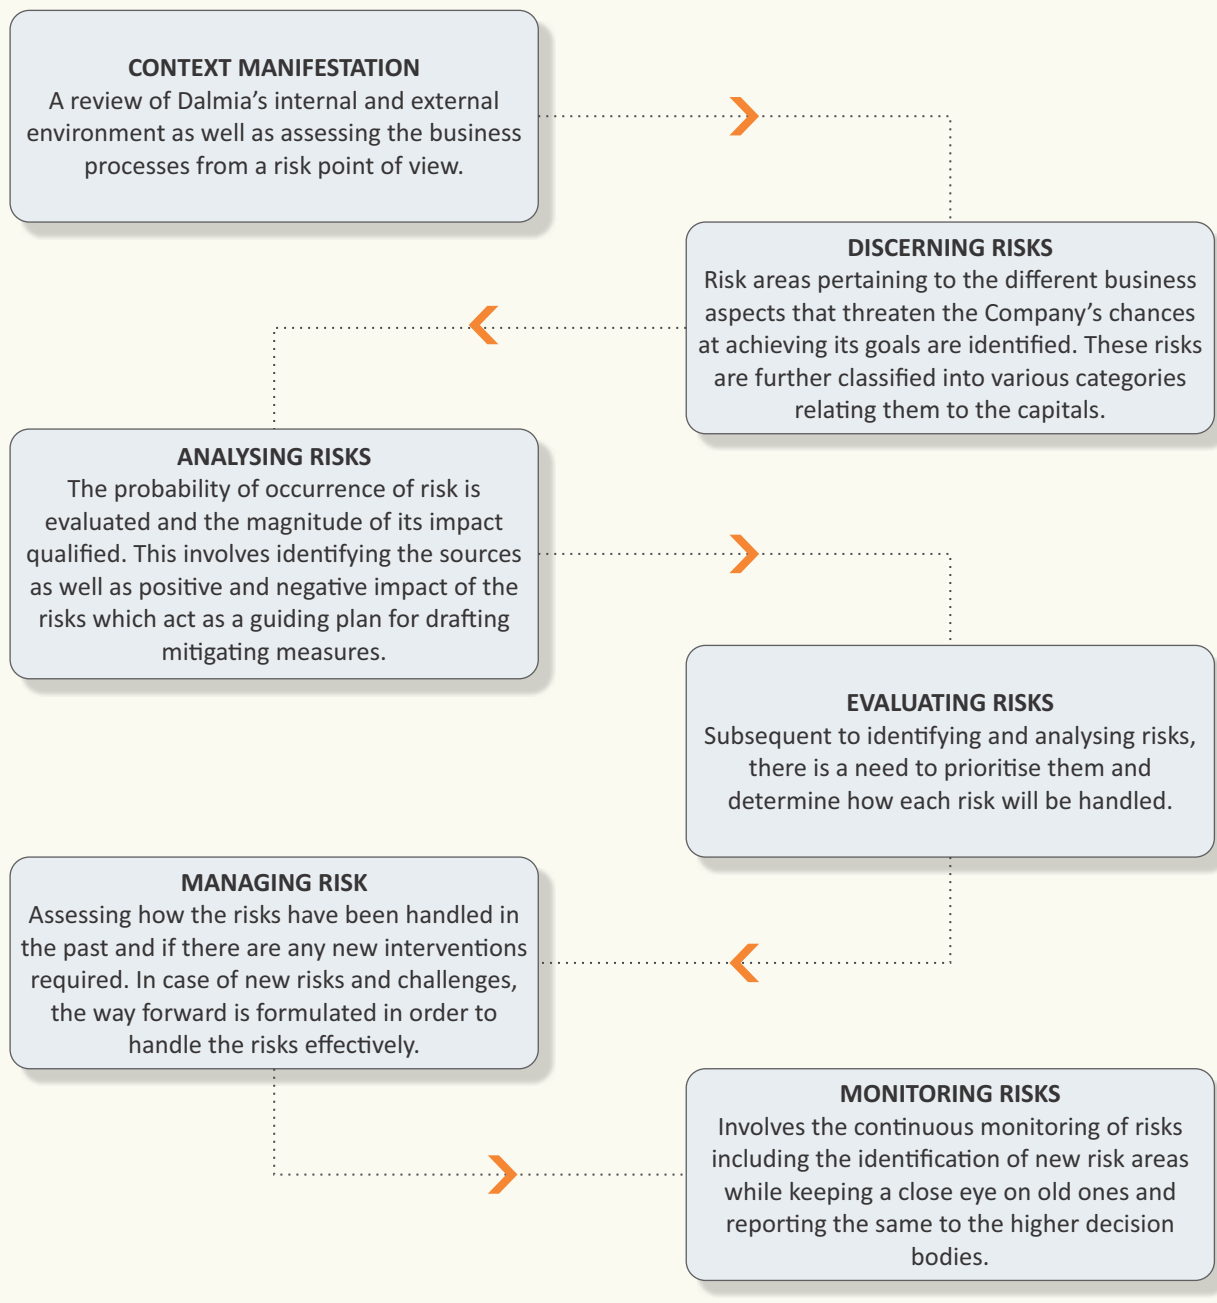 CONTEXT MANIFESTATION
A review of Dalmia’s internal and external
environment as well as assessing the business
processes from a risk point of view.
DISCERNING RISKS
Risk areas pertaining to the different business
aspects that threaten the Company’s chances
at achieving its goals are identified. These risks
are further classified into various categories
relating them to the capitals.
ANALYSING RISKS
The probability of occurrence of risk is
evaluated and the magnitude of its impact
qualified. This involves identifying the sources
as well as positive and negative impact of the
risks which act as a guiding plan for drafting
mitigating measures.
EVALUATING RISKS
Subsequent to identifying and analysing risks,
there is a need to prioritise them and
determine how each risk will be handled.
MANAGING RISK
Assessing how the risks have been handled in
the past and if there are any new interventions
required. In case of new risks and challenges,
the way forward is formulated in order to
handle the risks effectively.
MONITORING RISKS
Involves the continuous monitoring of risks
including the identification of new risk areas
while keeping a close eye on old ones and
reporting the same to the higher decision
bodies.